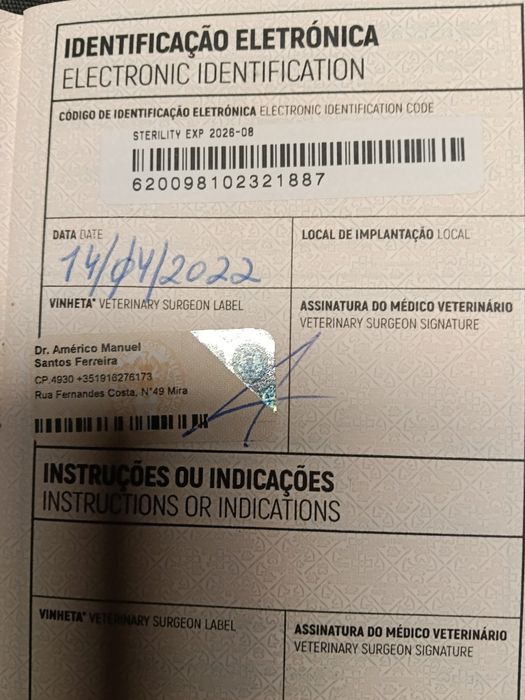 IDENTIFICAÇÃO ELETRÓNICA
ELECTRONIC IDENTIFICATION
CÓDIGO DE IDENTIFICAÇÃO ELETRÓNICA ELECTRONIC IDENTIFICATION CODE
STERILITY EXP 2026-08
620098102321887
DATA DATE
14/04/2022
LOCAL DE IMPLANTAÇÃO LOCAL
VINHETA* VETERINARY SURGEON LABEL
ASSINATURA DO MÉDICO VETERINÁRIO
VETERINARY SURGEON SIGNATURE
Dr. Américo Manuel
Santos Ferreira
CP.4930 +351918276173
Rua Fernandes Costa, N°49 Mira
INSTRUÇÕES OU INDICAÇÕES
INSTRUCTIONS OR INDICATIONS
VINHETA* VETERINARY SURGEON LABEL
ASSINATURA DO MÉDICO VETERINÁRIO
VETERINARY SURGEON SIGNATURE